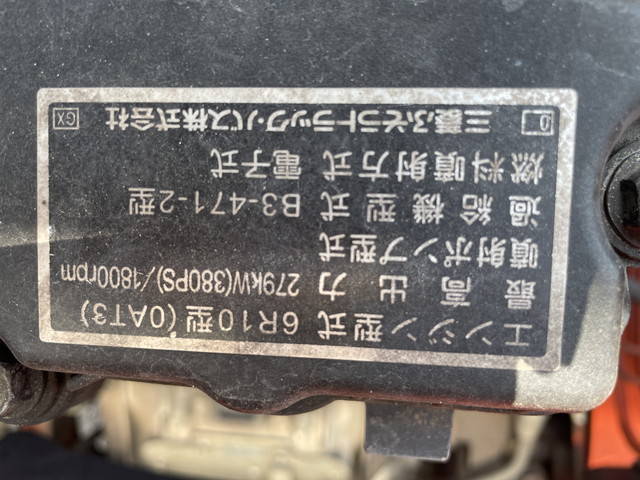 エンジン型式 6R10型(0AT3)
最高出力 279kW(380PS)/1800rpm
噴射ポンプ型式
過給機型式 B3-471-2型
燃料噴射方式 電子式
0 三菱ふそうトラック・バス株式会社 GX